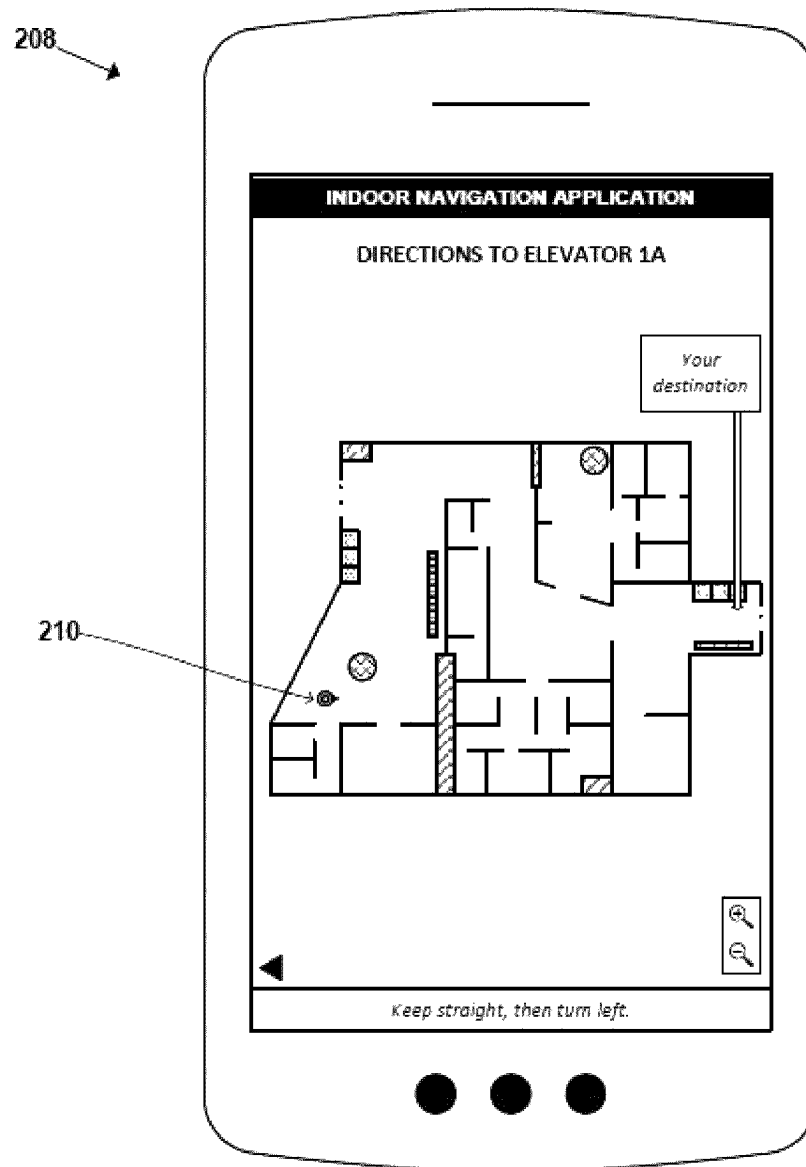 208
INDOOR NAVIGATION APPLICATION
DIRECTIONS TO ELEVATOR 1A
Your
destination
210
Keep straight, then turn left.